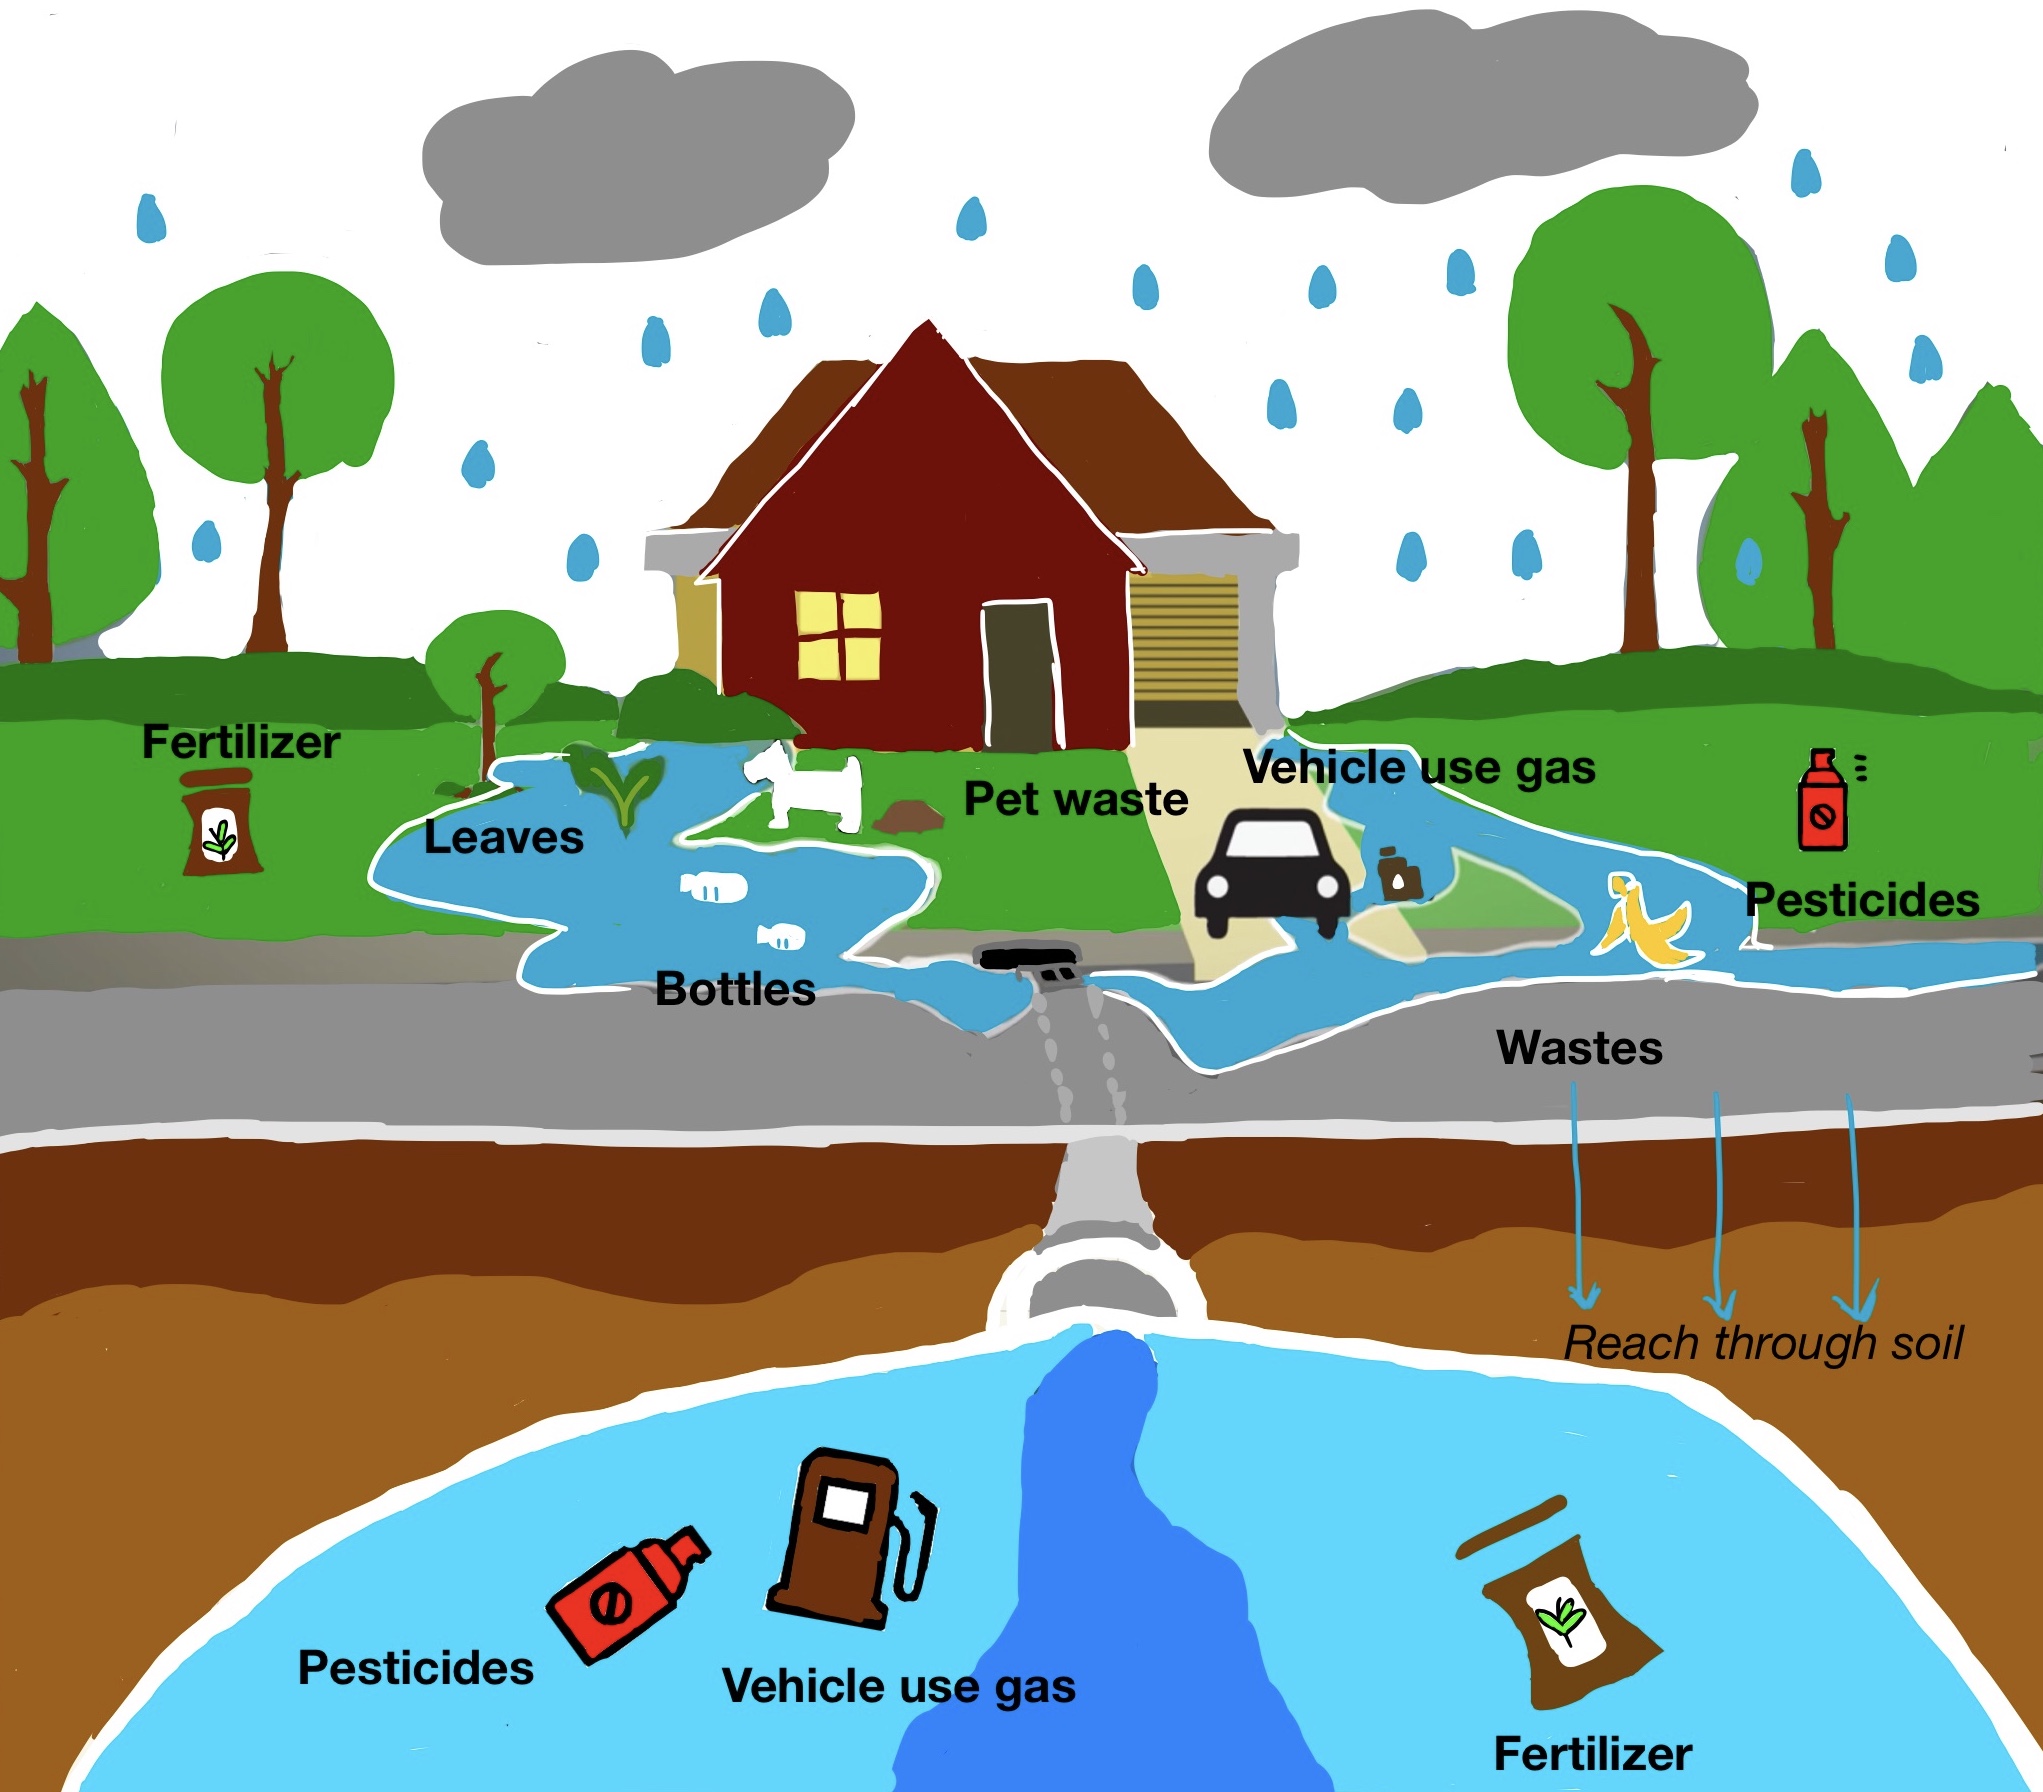 Fertilizer
Vehicle use gas
Pet waste
Leaves
Pesticides
Bottles
Wastes
Reach through soil
Pesticides
Vehicle use gas
Fertilizer